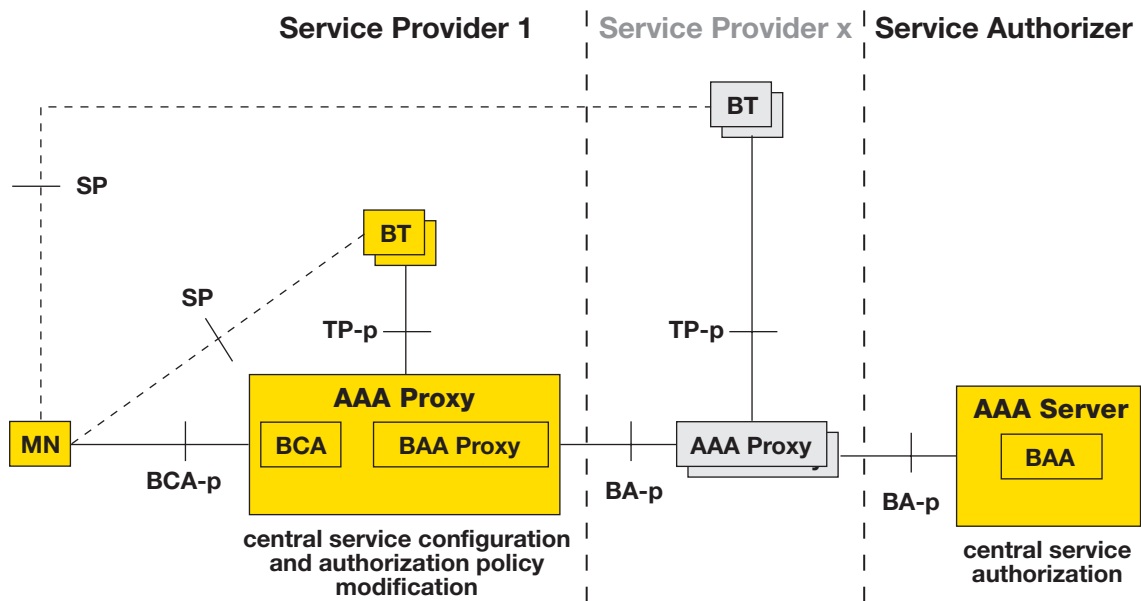 Service Provider 1
Service Provider x
Service Authorizer
BT
SP
BT
SP
TP-p
TP-p
AAA Proxy
AAA Server
MN
BCA
BAA Proxy
AAA Proxy
BAA
BCA-p
BA-p
BA-p
central service configuration
and authorization policy
modification
central service
authorization